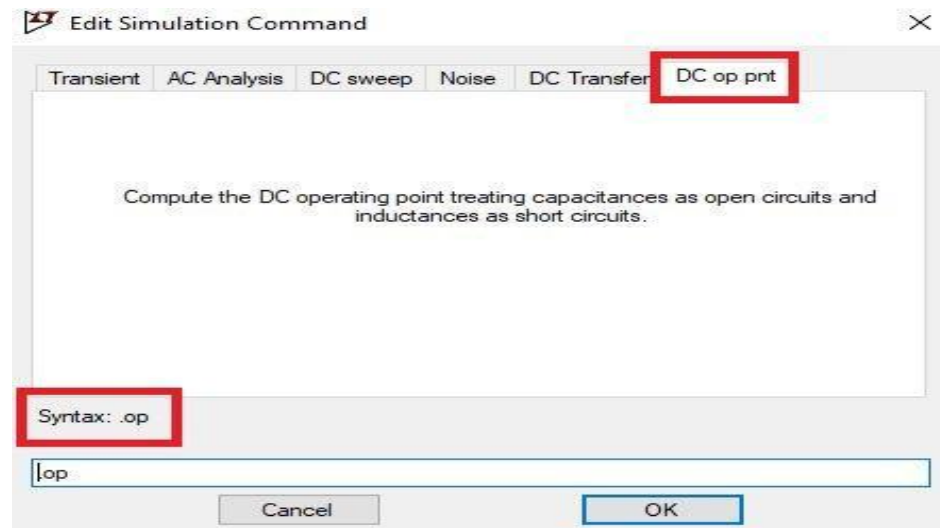 Edit Simulation Command
Transient AC Analysis DC sweep Noise DC Transfer DC op pnt
Compute the DC operating point treating capacitances as open circuits and
inductances as short circuits.
Syntax: .op
.op
Cancel OK